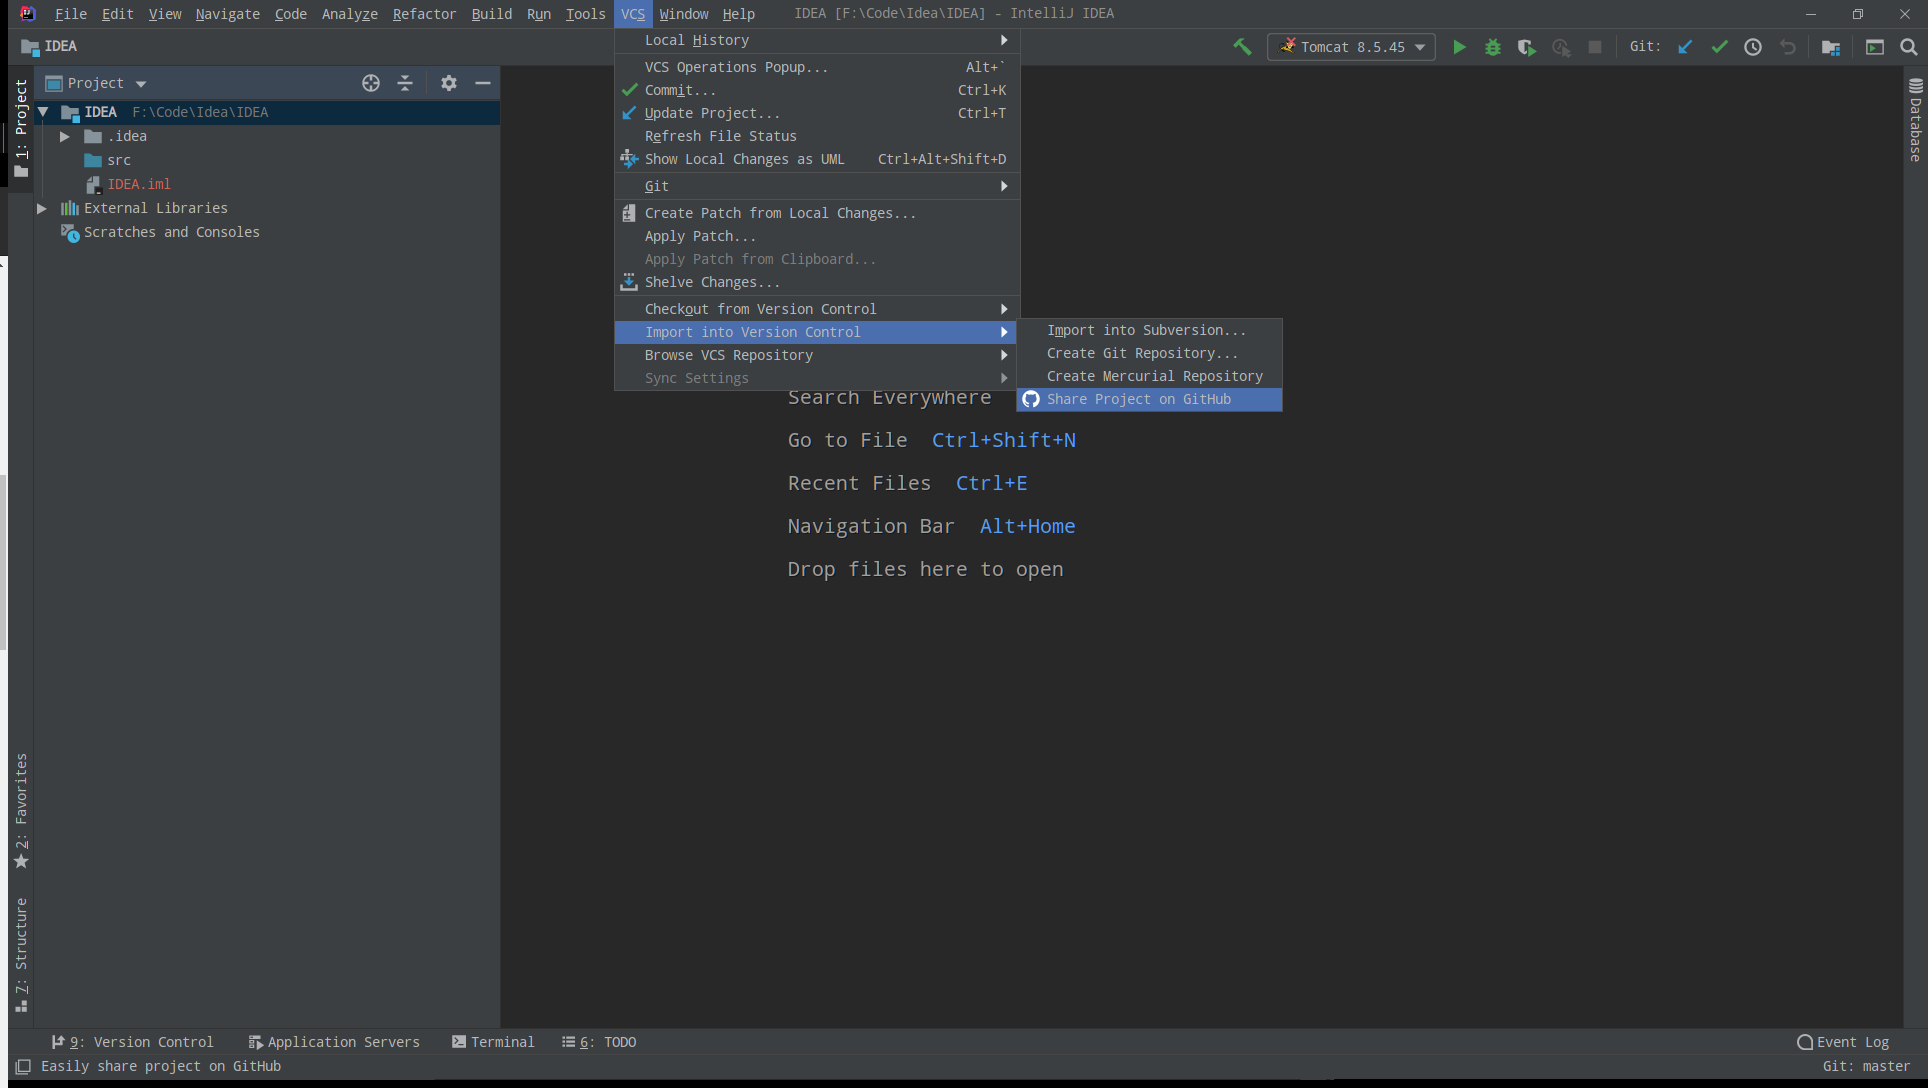 File Edit View Navigate Code Analyze Refactor Build Run Tools VCS Window Help IDEA [F:\Code\Idea\IDEA] - IntelliJ IDEA
IDEA
Tomcat 8.5.45
Git:
1: Project
2: Favorites
7: Structure
Project
IDEA F:\Code\Idea\IDEA
.idea
src
IDEA.iml
External Libraries
Scratches and Consoles
Local History
VCS Operations Popup... Alt+`
Commit... Ctrl+K
Update Project... Ctrl+T
Refresh File Status
Show Local Changes as UML Ctrl+Alt+Shift+D
Git
Create Patch from Local Changes...
Apply Patch...
Apply Patch from Clipboard...
Shelve Changes...
Checkout from Version Control
Import into Version Control
Browse VCS Repository
Sync Settings
Import into Subversion...
Create Git Repository...
Create Mercurial Repository
Share Project on GitHub
Search Everywhere
Go to File Ctrl+Shift+N
Recent Files Ctrl+E
Navigation Bar Alt+Home
Drop files here to open
Database
9: Version Control Application Servers Terminal 6: TODO Event Log
Easily share project on GitHub Git: master